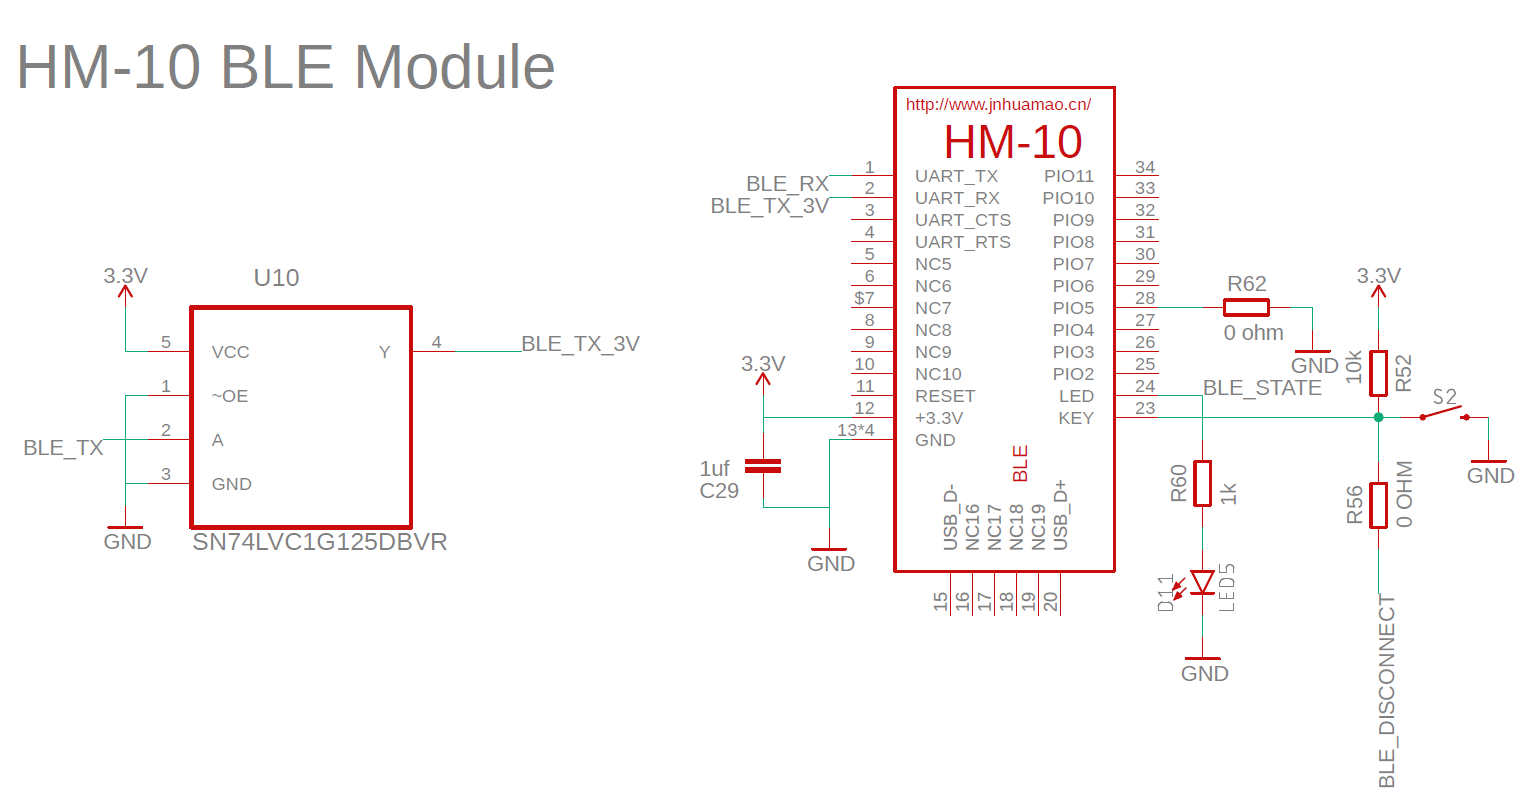 HM-10 BLE Module
3.3V
U10
5
VCC
1
~OE
BLE_TX
2
A
3
GND
Y
4
BLE_TX_3V
GND
SN74LVC1G125DBVR
http://www.jnhuamao.cn/
HM-10
BLE_RX
BLE_TX_3V
1
UART_TX
2
UART_RX
3
UART_CTS
4
UART_RTS
5
NC5
6
NC6
$7
NC7
8
NC8
9
NC9
10
NC10
11
RESET
12
+3.3V
13*4
GND
PIO11
34
PIO10
33
PIO9
32
PIO8
31
PIO7
30
PIO6
29
PIO5
28
PIO4
27
PIO3
26
PIO2
25
LED
24
KEY
23
BLE
USB_D-
NC16
NC17
NC18
NC19
USB_D+
15
16
17
18
19
20
3.3V
1uf
C29
GND
R62
0 ohm
GND
BLE_STATE
R60
1k
D11
LED5
GND
3.3V
10k
R52
S2
GND
R56
0 OHM
BLE_DISCONNECT